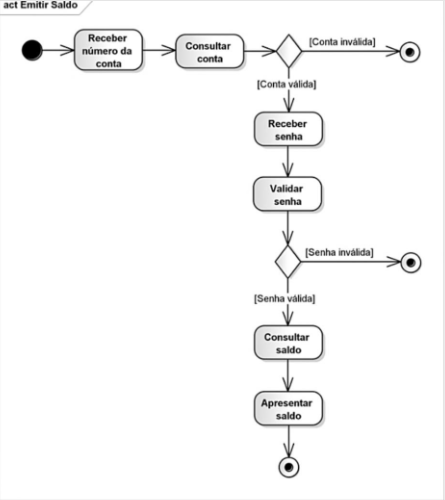 act Emitir Saldo
Receber
número da
conta
Consultar
conta
[Conta inválida]
[Conta válida]
Receber
senha
Validar
senha
[Senha inválida]
[Senha válida]
Consultar
saldo
Apresentar
saldo